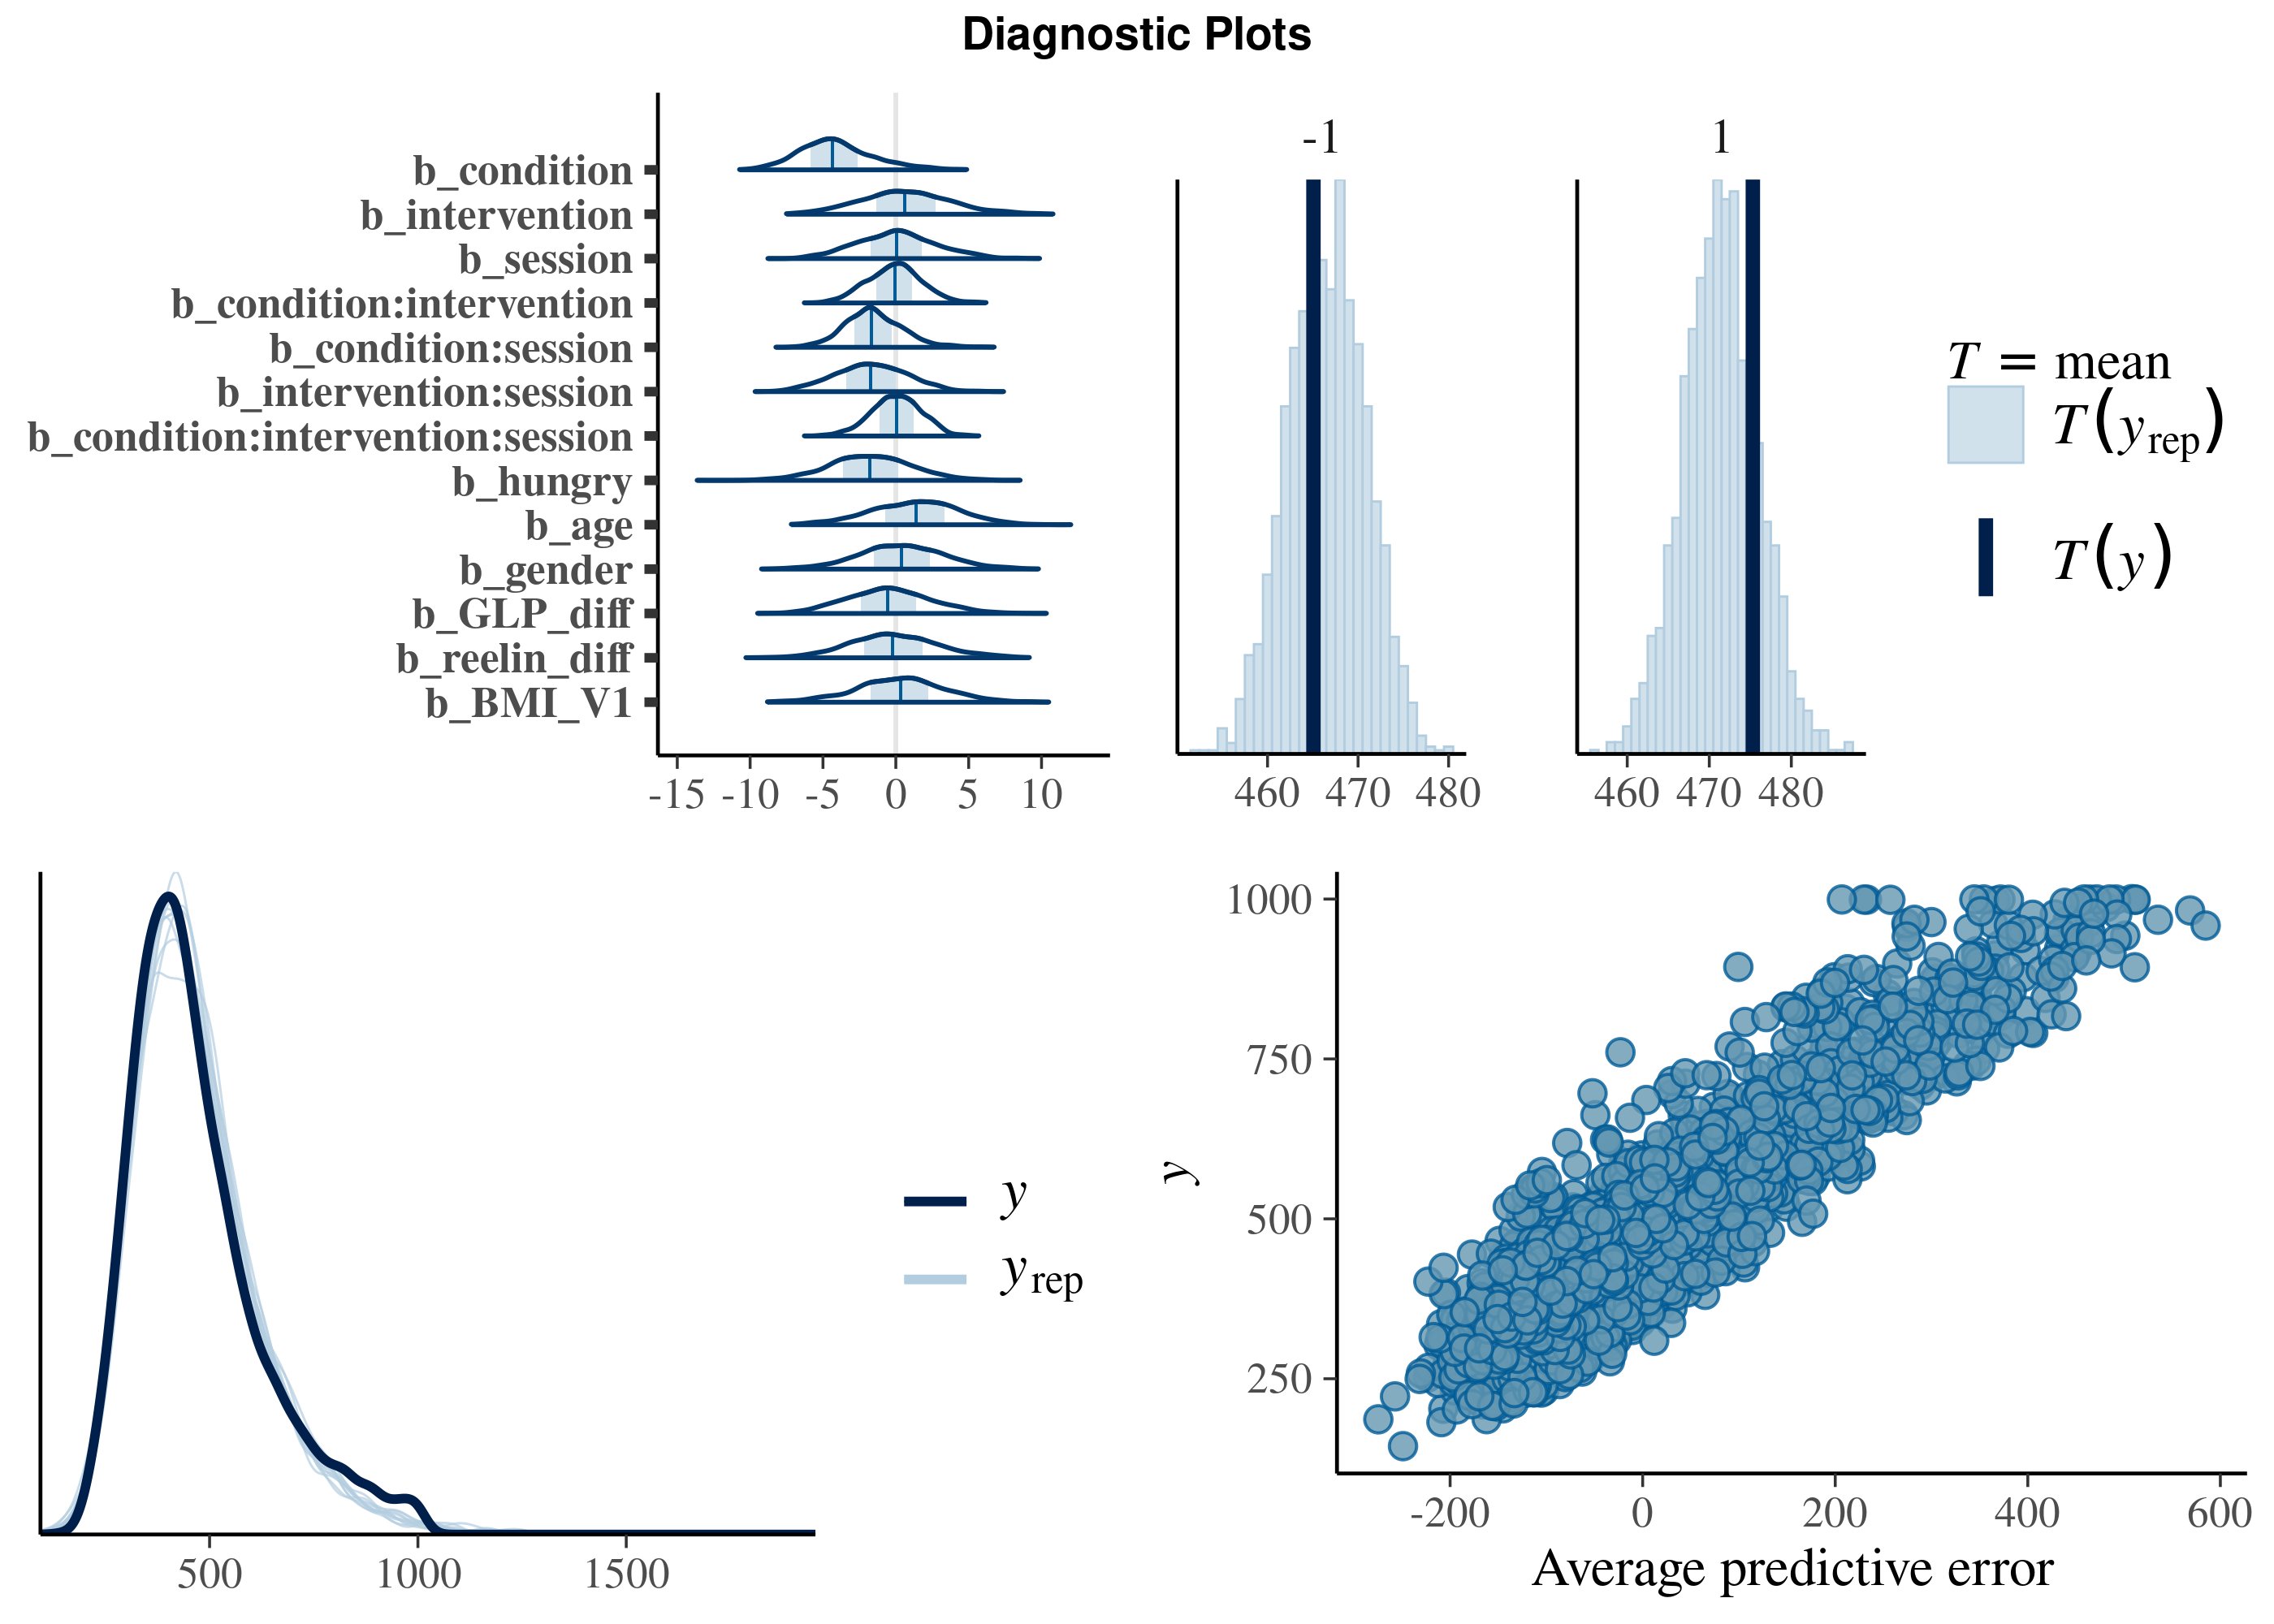 Diagnostic Plots
b_condition
b_intervention
b_session
b_condition:intervention
b_condition:session
b_intervention:session
b_condition:intervention:session
b_hungry
b_age
b_gender
b_GLP_diff
b_reelin_diff
b_BMI_V1
-15 -10 -5 0 5 10
-1
460 470 480
1
460 470 480
T = mean
T(yrep)
T(y)
500 1000 1500
y
yrep
y
1000
750
500
250
-200 0 200 400 600
Average predictive error